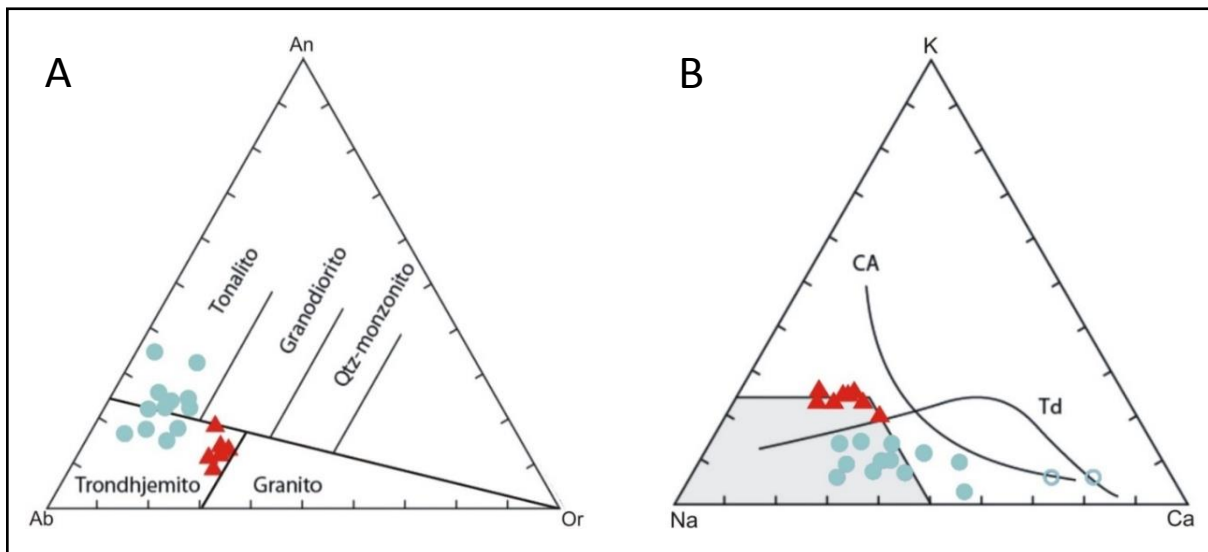 A
An
Tonalito
Granodiorito
Qtz-monzonito
Trondhjemito
Granito
Ab
Or
B
K
CA
Td
Na
Ca